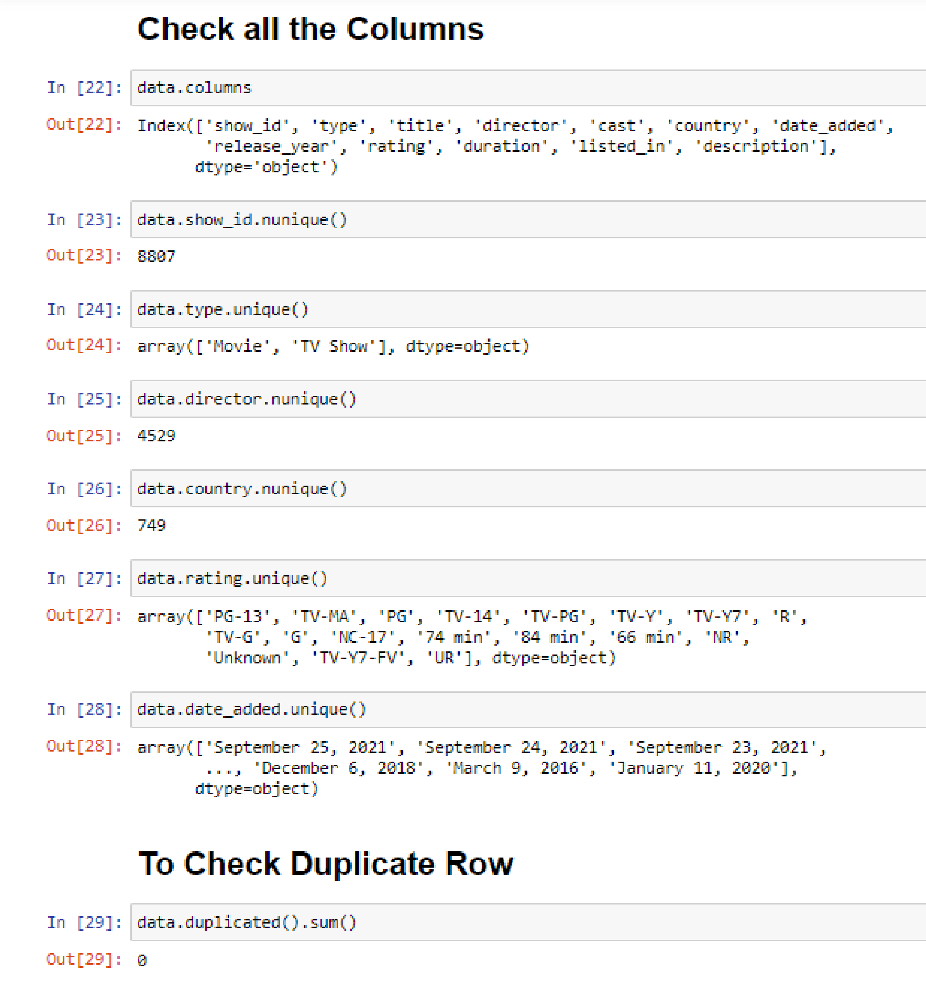 Check all the Columns
In [22]: data.columns
Out[22]: Index(['show_id', 'type', 'title', 'director', 'cast', 'country', 'date_added',
'release_year', 'rating', 'duration', 'listed_in', 'description'],
dtype='object')
In [23]: data.show_id.nunique()
Out[23]: 8807
In [24]: data.type.unique()
Out[24]: array(['Movie', 'TV Show'], dtype=object)
In [25]: data.director.nunique()
Out[25]: 4529
In [26]: data.country.nunique()
Out[26]: 749
In [27]: data.rating.unique()
Out[27]: array(['PG-13', 'TV-MA', 'PG', 'TV-14', 'TV-PG', 'TV-Y', 'TV-Y7', 'R',
'TV-G', 'G', 'NC-17', '74 min', '84 min', '66 min', 'NR',
'Unknown', 'TV-Y7-FV', 'UR'], dtype=object)
In [28]: data.date_added.unique()
Out[28]: array(['September 25, 2021', 'September 24, 2021', 'September 23, 2021',
..., 'December 6, 2018', 'March 9, 2016', 'January 11, 2020'],
dtype=object)
To Check Duplicate Row
In [29]: data.duplicated().sum()
Out[29]: 0